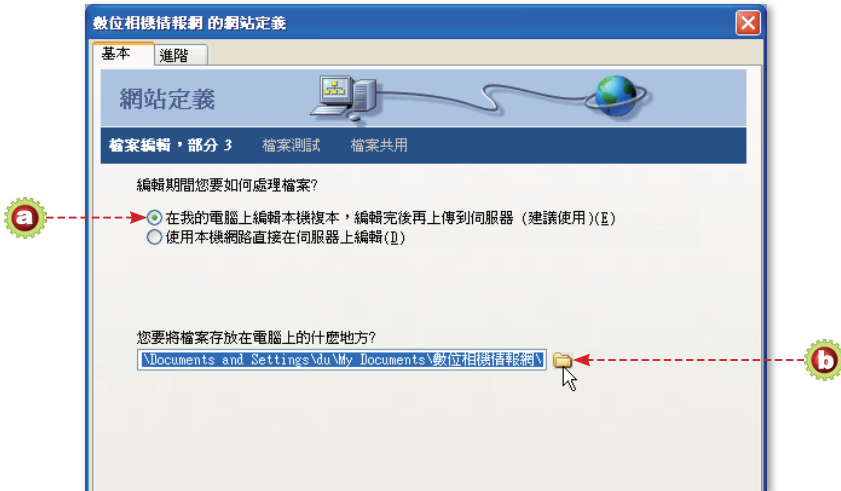 數位相機情報網 的網站定義
基本 進階
網站定義
檔案編輯，部分 3 檔案測試 檔案共用
編輯期間您要如何處理檔案?
a
在我的電腦上編輯本機複本，編輯完後再上傳到伺服器 (建議使用)(E)
使用本機網路直接在伺服器上編輯(D)
您要將檔案存放在電腦上的什麼地方?
\Documents and Settings\du\My Documents\數位相機情報網\
b